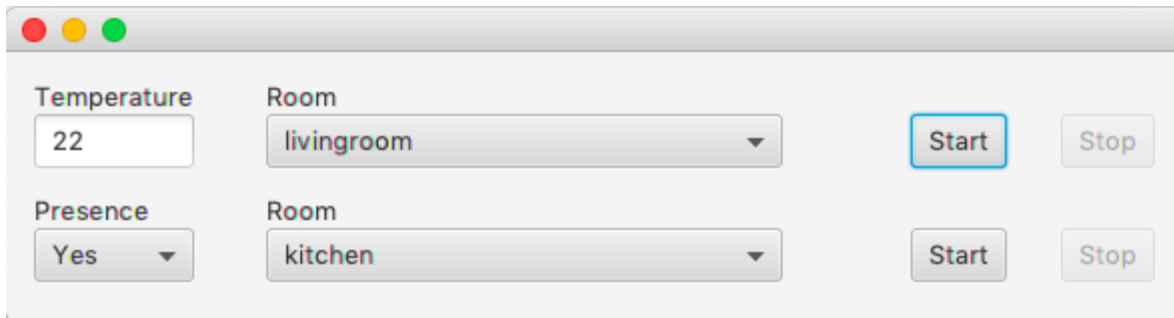 Temperature Room
22 livingroom Start Stop
Presence Room
Yes kitchen Start Stop